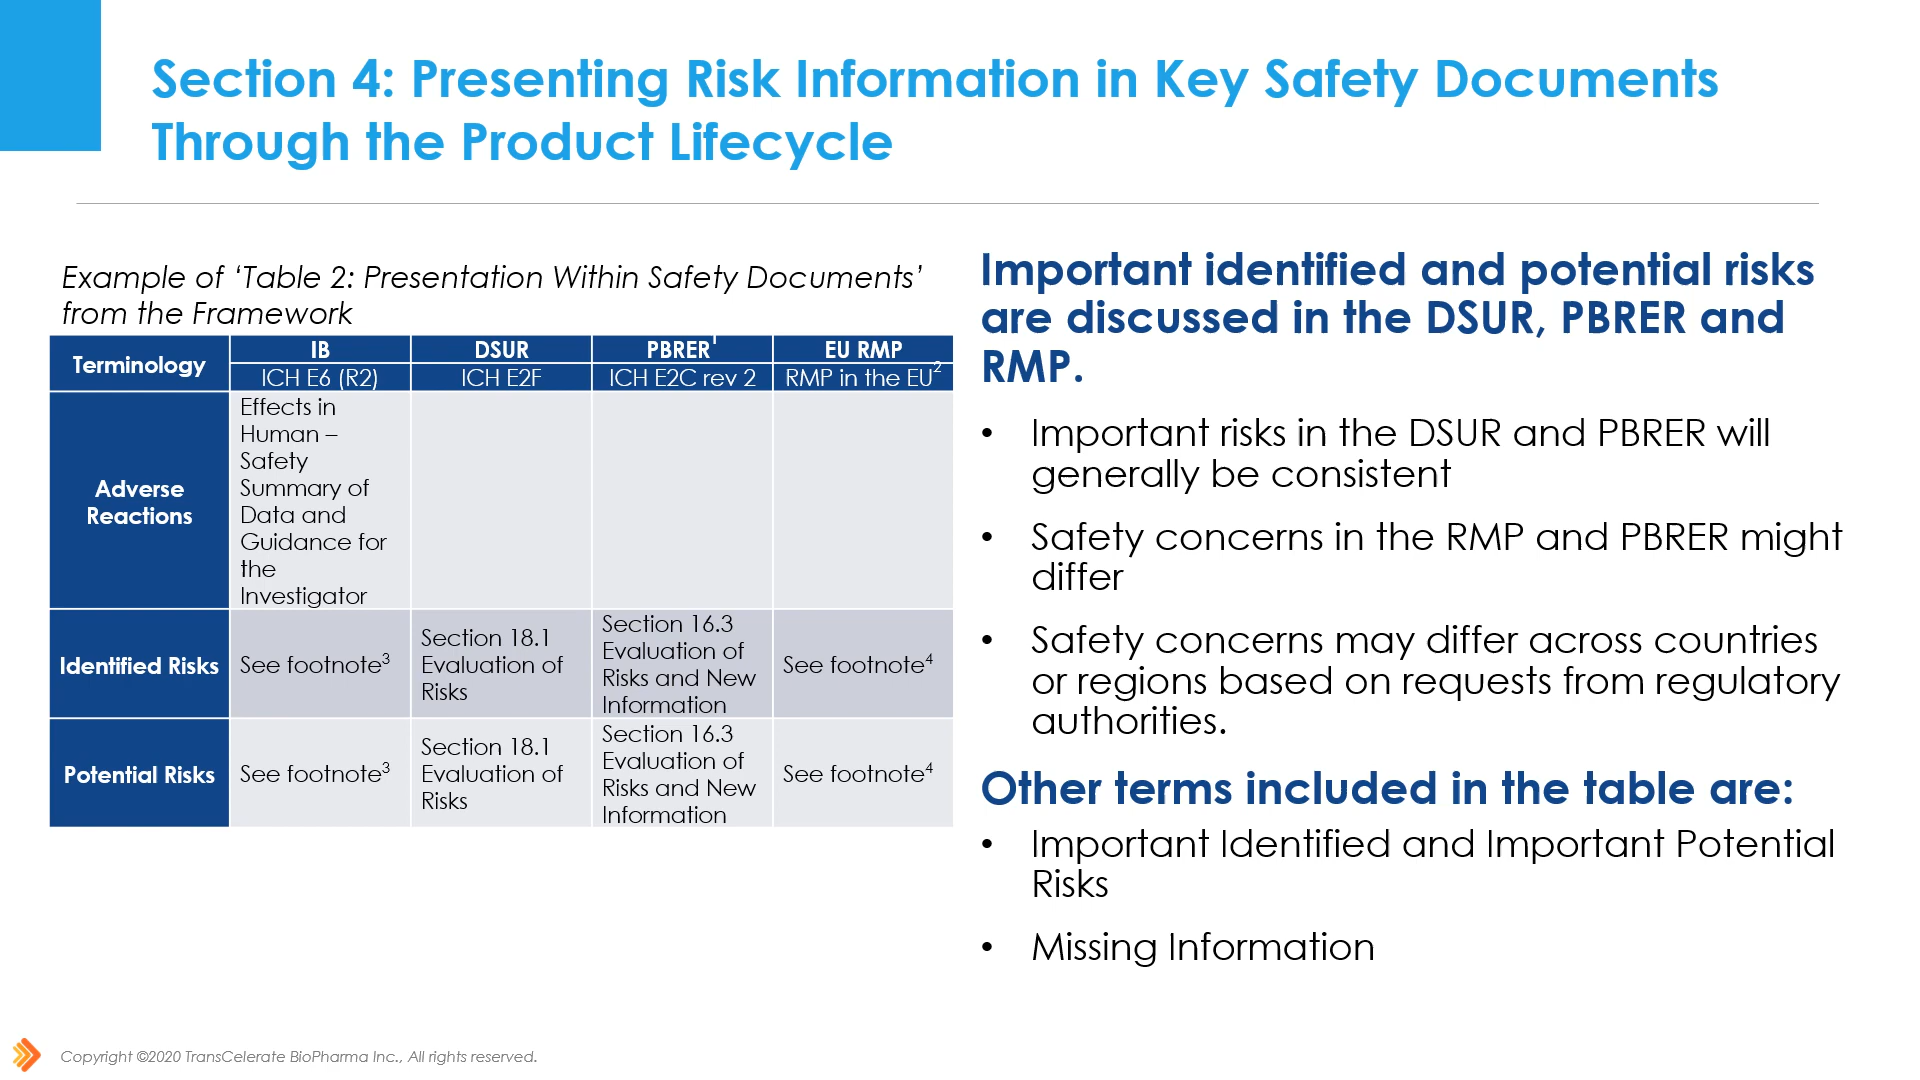 Section 4: Presenting Risk Information in Key Safety Documents
Through the Product Lifecycle
Example of ‘Table 2: Presentation Within Safety Documents’
from the Framework
Terminology
IB
DSUR
PBRER1
EU RMP
ICH E6 (R2)
ICH E2F
ICH E2C rev 2
RMP in the EU2
Adverse
Reactions
Effects in
Human –
Safety
Summary of
Data and
Guidance for
the
Investigator
Identified Risks
See footnote3
Section 18.1
Evaluation of
Risks
Section 16.3
Evaluation of
Risks and New
Information
See footnote4
Potential Risks
See footnote3
Section 18.1
Evaluation of
Risks
Section 16.3
Evaluation of
Risks and New
Information
See footnote4
Important identified and potential risks
are discussed in the DSUR, PBRER and
RMP.
• Important risks in the DSUR and PBRER will
generally be consistent
• Safety concerns in the RMP and PBRER might
differ
• Safety concerns may differ across countries
or regions based on requests from regulatory
authorities.
Other terms included in the table are:
• Important Identified and Important Potential
Risks
• Missing Information
Copyright ©2020 TransCelerate BioPharma Inc., All rights reserved.